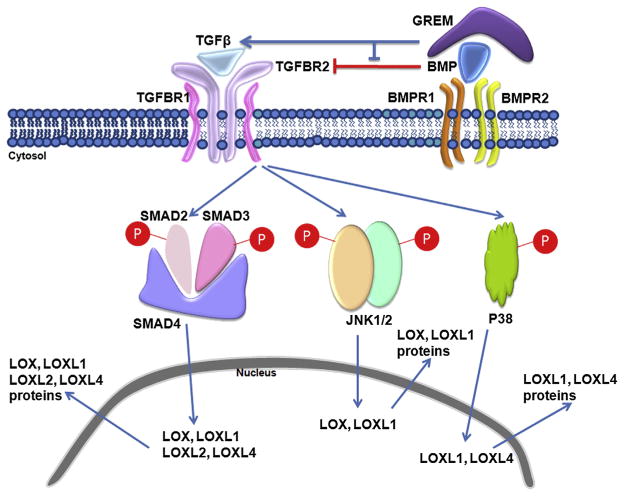 GREM
TGFβ
TGFBR2
BMP
TGFBR1
BMPR1
BMPR2
Cytosol
SMAD2
SMAD3
P
P
P
P
P
SMAD4
JNK1/2
P38
LOX, LOXL1
LOXL2, LOXL4
proteins
Nucleus
LOX, LOXL1
proteins
LOXL1, LOXL4
proteins
LOX, LOXL1
LOXL2, LOXL4
LOX, LOXL1
LOXL1, LOXL4